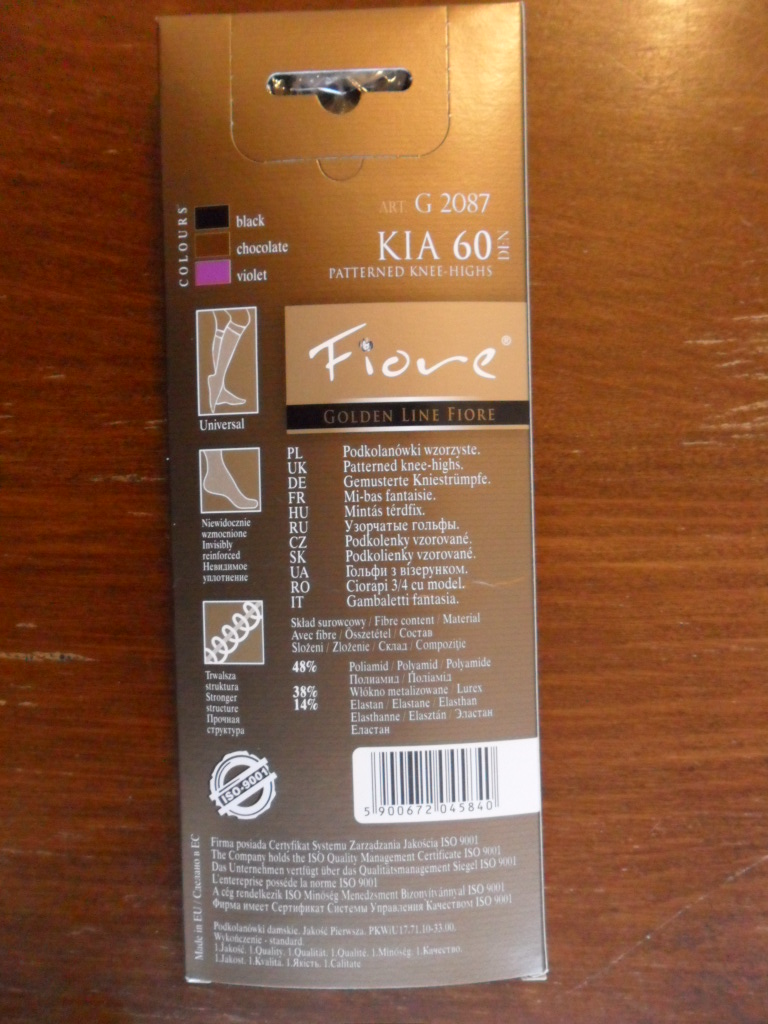 COLOURS
black
chocolate
violet
ART. G 2087
KIA 60 DEN
PATTERNED KNEE-HIGHS
Universal
Fiore®
GOLDEN LINE FIORE
PL Podkolanówki wzorzyste.
UK Patterned knee-highs.
DE Gemusterte Kniestrümpfe.
FR Mi-bas fantaisie.
HU Mintás térdfix.
RU Узорчатые гольфы.
CZ Podkolenky vzorované.
SK Podkolienky vzorované.
UA Гольфи з візерунком.
RO Ciorapi 3/4 cu model.
IT Gambaletti fantasia.
Niewidocznie
wzmocnione
Invisibly
reinforced
Невидимое
уплотнение
Skład surowcowy / Fibre content / Material
Avec fibre / Összetétel / Состав
Složeni / Zloženie / Склад / Compoziţie
48% Poliamid / Polyamid / Polyamide
Полиамид / Поліамід
38% Włókno metalizowane / Lurex
14% Elastan / Elastane / Elasthan
Elasthanne / Elasztán / Эластан
Еластан
Trwalsza
struktura
Stronger
structure
Прочная
структура
ISO-9001
5 900672 045840
Made in EU / Сделано в ЕС
Firma posiada Certyfikat Systemu Zarzadzania Jakościa ISO 9001
The Company holds the ISO Quality Management Certificate ISO 9001
Das Unternehmen vertfügt über das Qualitätsmanagement Siegel ISO 9001
L'enteteprise possède la norme ISO 9001
A cég rendelkezik ISO Minöség Menedzsment Bizonyitvánnyal ISO 9001
Фирма имеет Сертификат Системы Управления Качеством ISO 9001
Podkolanówki damskie. Jakość Pierwsza. PKWiU 17.71.10-33.00.
Wykończenie - standard.
1.Jakość. 1.Quality. 1.Qualität. 1.Qualité. 1.Minöség. 1.Качество.
1.Jakost. 1.Kvalita. 1.Якість. 1.Calitate